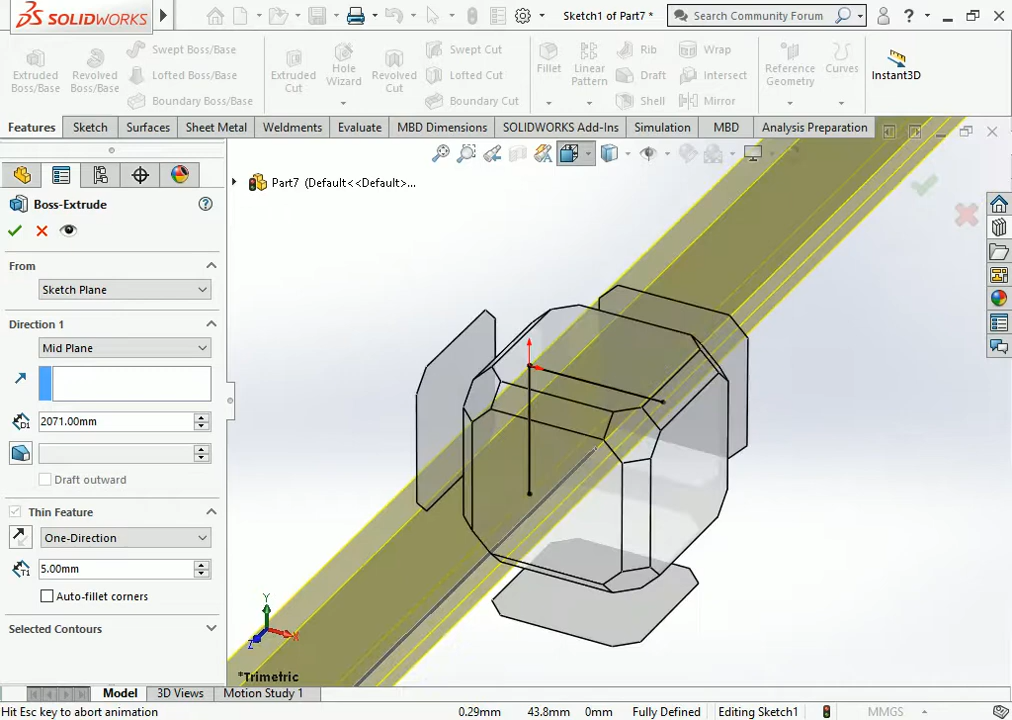 SOLIDWORKS
Sketch1 of Part7 *
Search Community Forum
?
Extruded Boss/Base
Revolved Boss/Base
Swept Boss/Base
Lofted Boss/Base
Boundary Boss/Base
Extruded Cut
Hole Wizard
Revolved Cut
Swept Cut
Lofted Cut
Boundary Cut
Fillet
Linear Pattern
Rib
Draft
Shell
Wrap
Intersect
Mirror
Reference Geometry
Curves
Instant3D
Features
Sketch
Surfaces
Sheet Metal
Weldments
Evaluate
MBD Dimensions
SOLIDWORKS Add-Ins
Simulation
MBD
Analysis Preparation
Part7 (Default<<Default>...
Boss-Extrude
?
From
Sketch Plane
Direction 1
Mid Plane
D1
2071.00mm
Draft outward
Thin Feature
One-Direction
T1
5.00mm
Auto-fillet corners
Selected Contours
Y
X
Z
*Trimetric
Model
3D Views
Motion Study 1
Hit Esc key to abort animation
0.29mm
43.8mm
0mm
Fully Defined
Editing Sketch1
MMGS